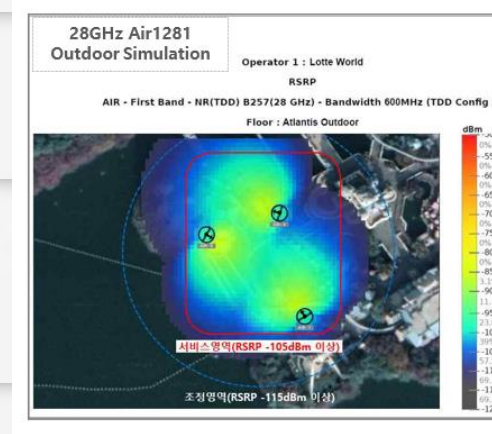 28GHz Air1281
Outdoor Simulation
Operator 1 : Lotte World
RSRP
AIR - First Band - NR(TDD) B257(28 GHz) - Bandwidth 600MHz (TDD Config
Floor : Atlantis Outdoor
dBm
서비스영역(RSRP -105dBm 이상)
조정영역(RSRP -115dBm 이상)